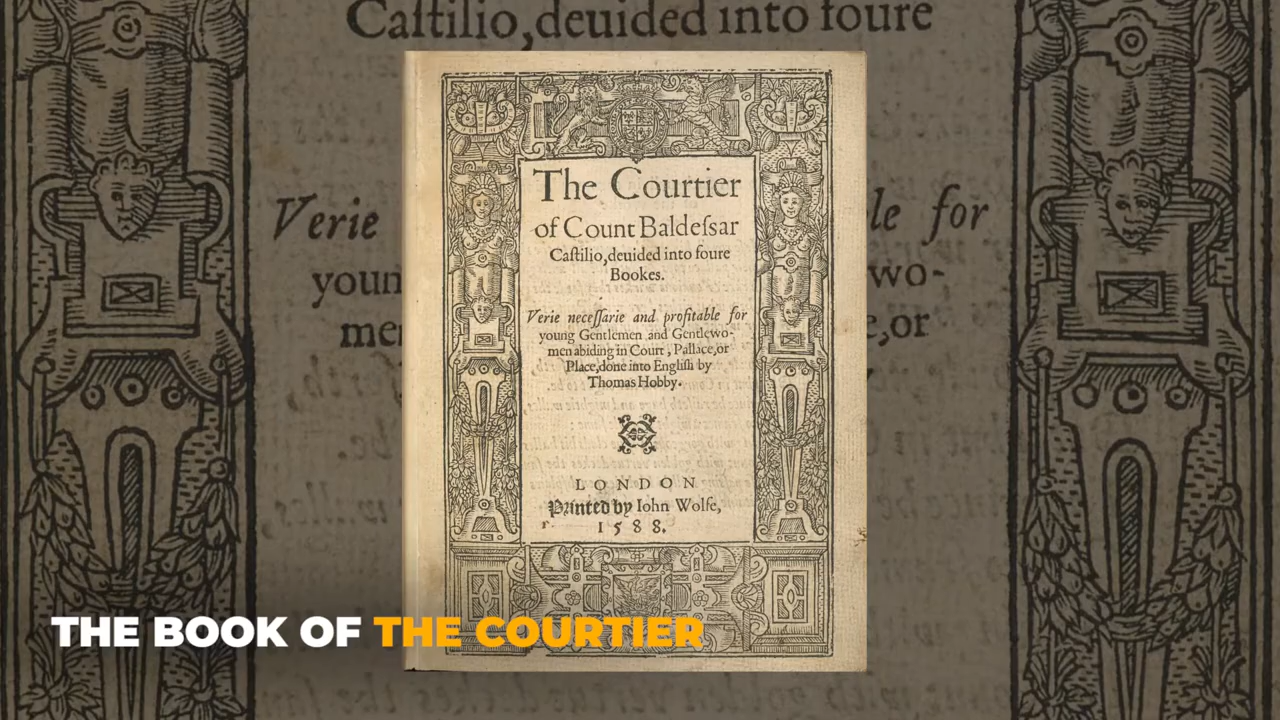 Castilio,deuided into foure
Verie
ble for
youn
wo-
men
e,or
The Courtier
of Count Baldeſsar
Caſtilio,deuided into foure
Bookes.
Verie neceſſarie and profitable for
young Gentlemen and Gentlewo-
men abiding in Court, Pallace,or
Place,done into Engliſh by
Thomas Hobby.
LONDON
Printed by Iohn Wolfe,
1588.
THE BOOK OF THE COURTIER